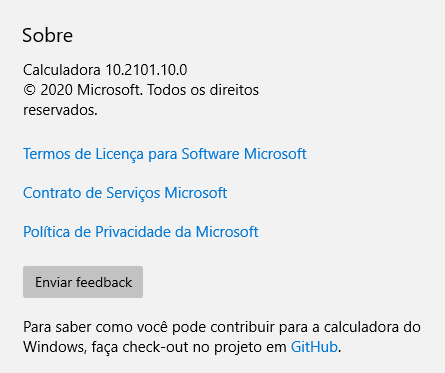 Sobre
Calculadora 10.2101.10.0
© 2020 Microsoft. Todos os direitos
reservados.
Termos de Licença para Software Microsoft
Contrato de Serviços Microsoft
Política de Privacidade da Microsoft
Enviar feedback
Para saber como você pode contribuir para a calculadora do
Windows, faça check-out no projeto em GitHub.